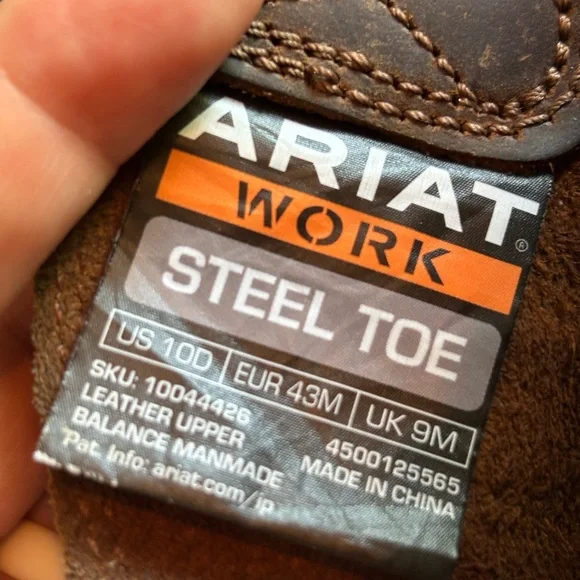 ARIAT®
WORK
STEEL TOE
US 10D EUR 43M UK 9M
SKU: 10044426
LEATHER UPPER
BALANCE MANMADE
Pat. Info: ariat.com/ip
4500125565
MADE IN CHINA